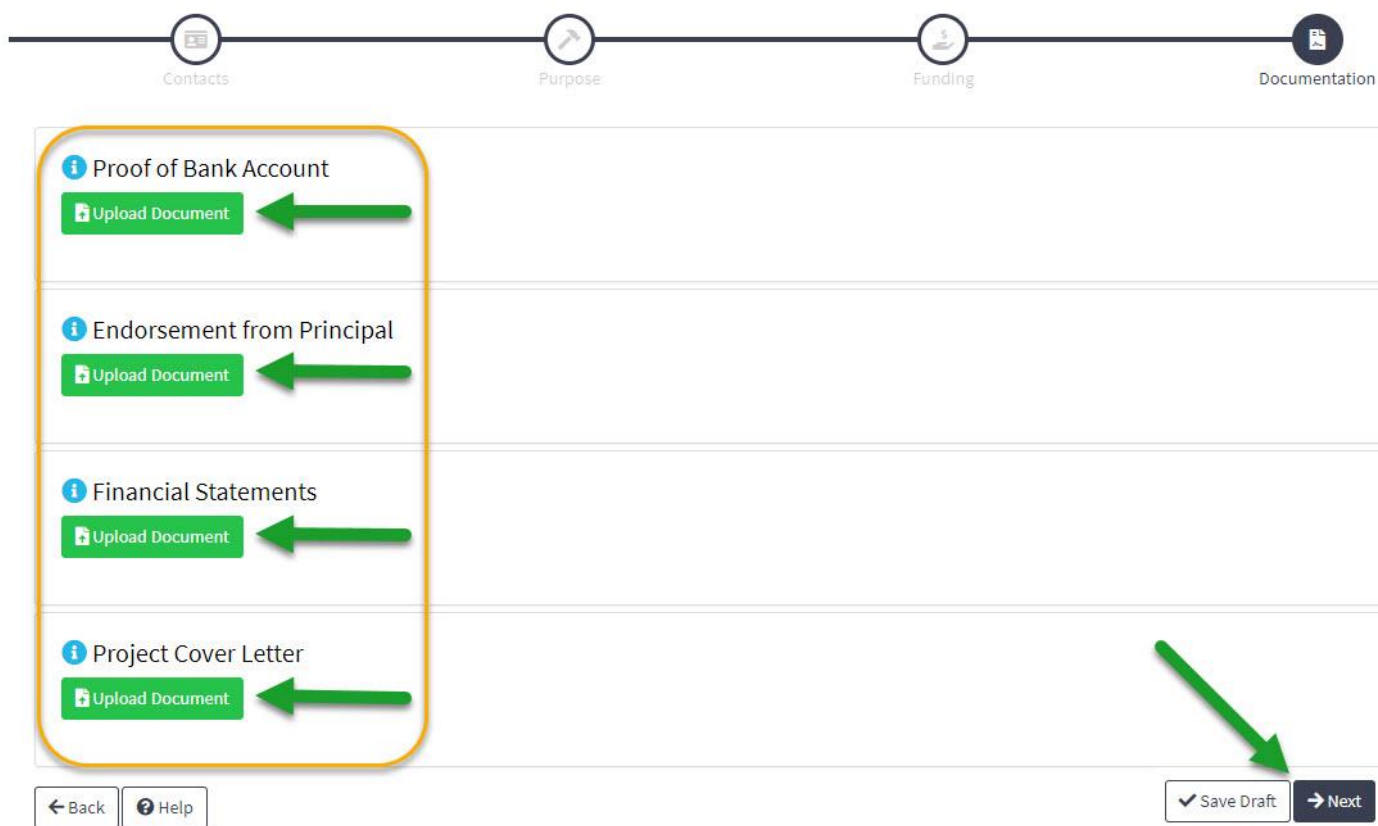 Contacts
Purpose
Funding
Documentation
Proof of Bank Account
Upload Document
Endorsement from Principal
Upload Document
Financial Statements
Upload Document
Project Cover Letter
Upload Document
Back Help Save Draft Next